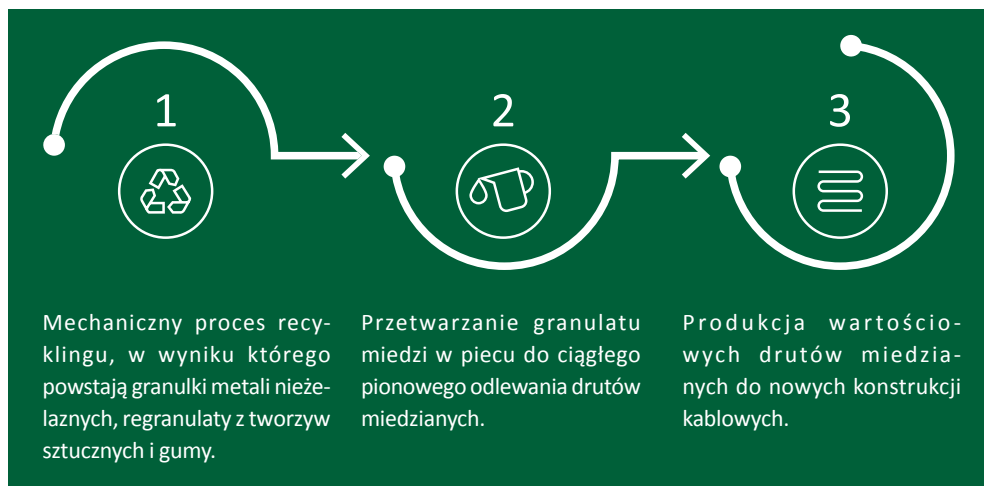 1
Mechaniczny proces recy-
klingu, w wyniku którego
powstają granulki metali nieże-
laznych, regranulaty z tworzyw
sztucznych i gumy.
2
Przetwarzanie granulatu
miedzi w piecu do ciągłego
pionowego odlewania drutów
miedzianych.
3
Produkcja wartościo-
wych drutów miedzia-
nych do nowych konstrukcji
kablowych.